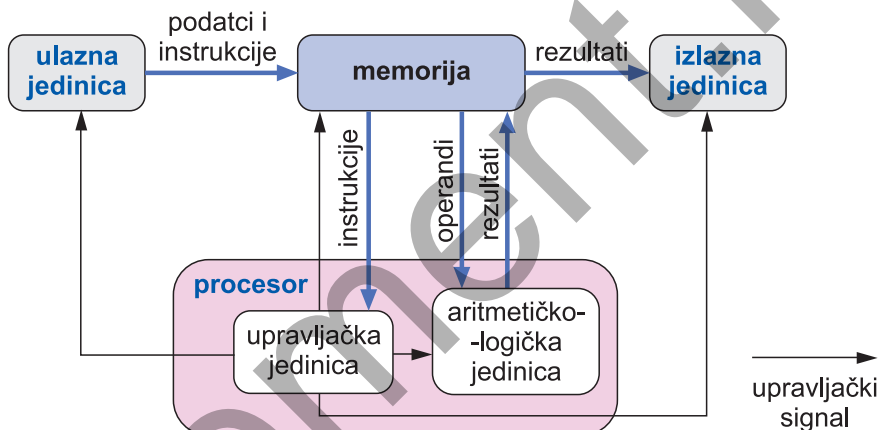 podatci i
instrukcije
ulazna
jedinica
memorija
rezultati
izlazna
jedinica
instrukcije
operandi
rezultati
procesor
upravljačka
jedinica
aritmetičko-
-logička
jedinica
upravljački
signal